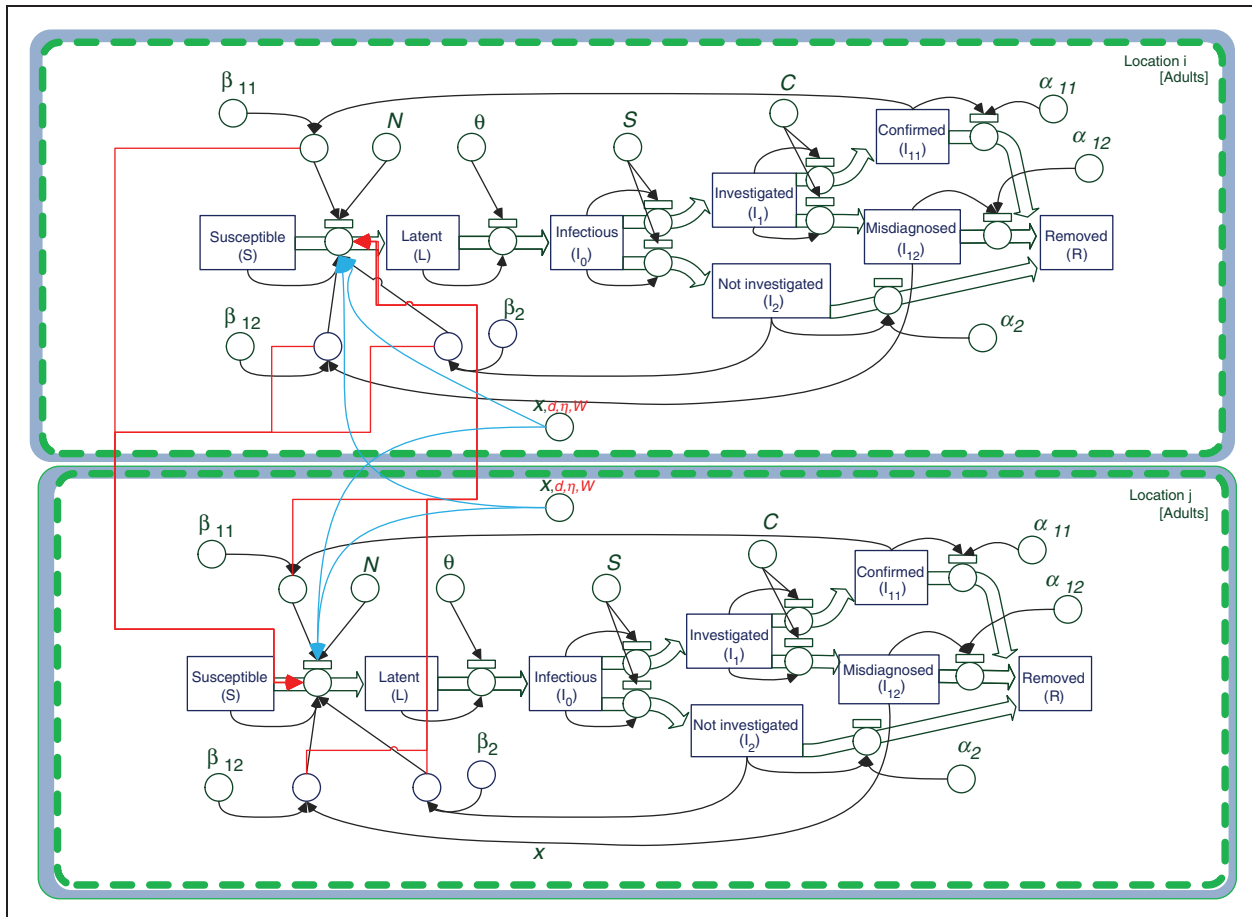 Location i
[Adults]
β 11
N
θ
S
C
α 11
α 12
Confirmed
(I11)
Investigated
(I1)
Susceptible
(S)
Latent
(L)
Infectious
(I0)
Misdiagnosed
(I12)
Removed
(R)
Not investigated
(I2)
β12
β2
α2
x,d,η,W
x,d,η,W
Location j
[Adults]
β 11
N
θ
S
C
α 11
α 12
Confirmed
(I11)
Investigated
(I1)
Susceptible
(S)
Latent
(L)
Infectious
(I0)
Misdiagnosed
(I12)
Removed
(R)
Not investigated
(I2)
β12
β2
α2
x